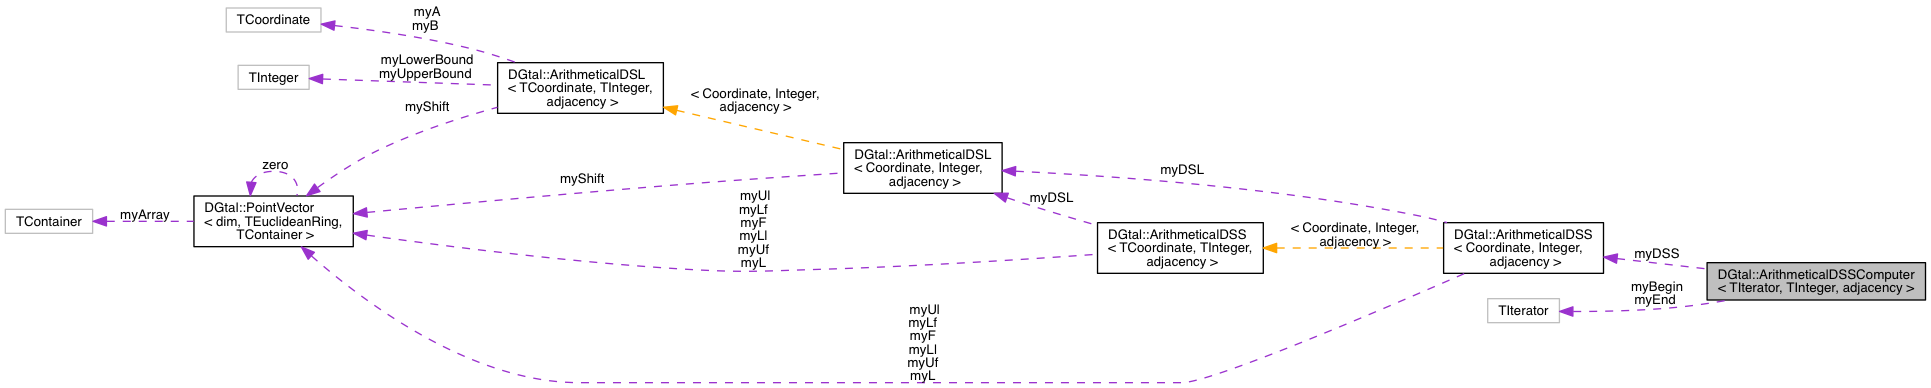 TCoordinate
myA
myB
TInteger
myLowerBound
myUpperBound
DGtal::ArithmeticalDSL
< TCoordinate, TInteger,
adjacency >
myShift
< Coordinate, Integer,
adjacency >
DGtal::ArithmeticalDSL
< Coordinate, Integer,
adjacency >
zero
myShift
myDSL
TContainer
myArray
DGtal::PointVector
< dim, TEuclideanRing,
TContainer >
myUl
myLf
myF
myLl
myUf
myL
myDSL
DGtal::ArithmeticalDSS
< TCoordinate, TInteger,
adjacency >
< Coordinate, Integer,
adjacency >
DGtal::ArithmeticalDSS
< Coordinate, Integer,
adjacency >
myDSS
DGtal::ArithmeticalDSSComputer
< TIterator, TInteger, adjacency >
myBegin
myEnd
TIterator
myUl
myLf
myF
myLl
myUf
myL